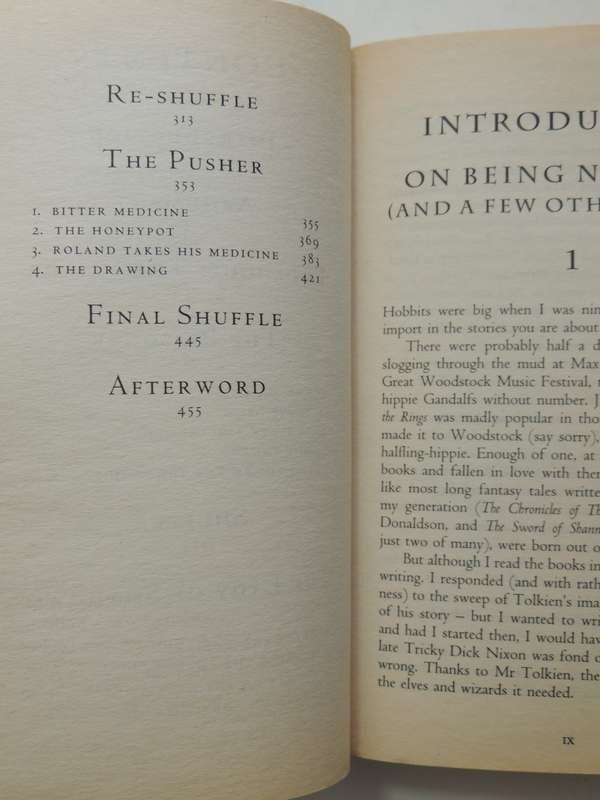 RE-SHUFFLE
313
THE PUSHER
353
1. BITTER MEDICINE 355
2. THE HONEYPOT 369
3. ROLAND TAKES HIS MEDICINE 383
4. THE DRAWING 421
FINAL SHUFFLE
445
AFTERWORD
455
INTRODU
ON BEING N
(AND A FEW OTH
1
Hobbits were big when I was nin
import in the stories you are about
There were probably half a d
slogging through the mud at Max
Great Woodstock Music Festival, t
hippie Gandalfs without number. J
the Rings was madly popular in tho
made it to Woodstock (say sorry),
halfling-hippie. Enough of one, at
books and fallen in love with then
like most long fantasy tales writte
my generation (The Chronicles of Th
Donaldson, and The Sword of Shann
just two of many), were born out o
But although I read the books in
writing. I responded (and with rath
ness) to the sweep of Tolkien's ima
of his story – but I wanted to wri
and had I started then, I would hav
late Tricky Dick Nixon was fond o
wrong. Thanks to Mr Tolkien, the
the elves and wizards it needed.
IX